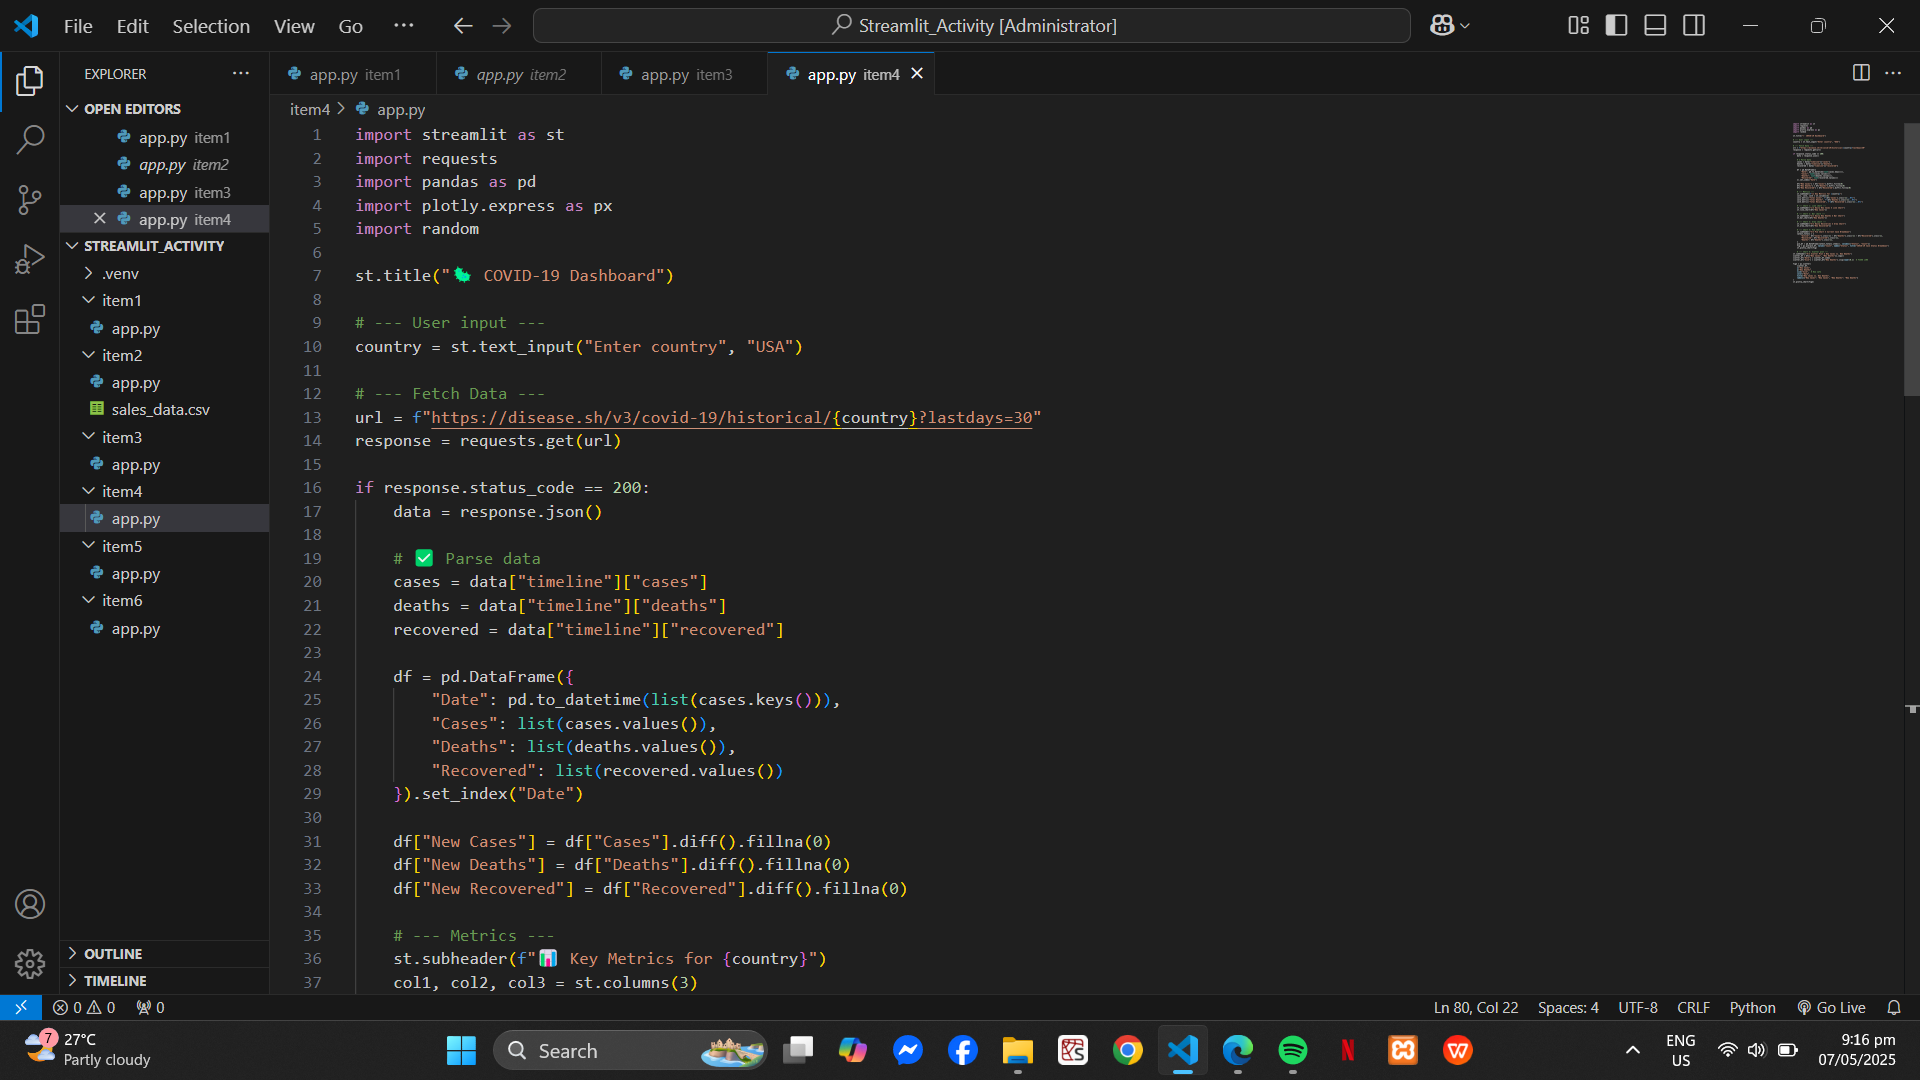 File Edit Selection View Go ··· Streamlit_Activity [Administrator]
EXPLORER ···
app.py item1 app.py item2 app.py item3 app.py item4
OPEN EDITORS
app.py item1
app.py item2
app.py item3
app.py item4
STREAMLIT_ACTIVITY
.venv
item1
app.py
item2
app.py
sales_data.csv
item3
app.py
item4
app.py
item5
app.py
item6
app.py
OUTLINE
TIMELINE
item4 > app.py
1 import streamlit as st
2 import requests
3 import pandas as pd
4 import plotly.express as px
5 import random
6
7 st.title("🦠 COVID-19 Dashboard")
8
9 # --- User input ---
10 country = st.text_input("Enter country", "USA")
11
12 # --- Fetch Data ---
13 url = f"https://disease.sh/v3/covid-19/historical/{country}?lastdays=30"
14 response = requests.get(url)
15
16 if response.status_code == 200:
17 data = response.json()
18
19 # ✅ Parse data
20 cases = data["timeline"]["cases"]
21 deaths = data["timeline"]["deaths"]
22 recovered = data["timeline"]["recovered"]
23
24 df = pd.DataFrame({
25 "Date": pd.to_datetime(list(cases.keys())),
26 "Cases": list(cases.values()),
27 "Deaths": list(deaths.values()),
28 "Recovered": list(recovered.values())
29 }).set_index("Date")
30
31 df["New Cases"] = df["Cases"].diff().fillna(0)
32 df["New Deaths"] = df["Deaths"].diff().fillna(0)
33 df["New Recovered"] = df["Recovered"].diff().fillna(0)
34
35 # --- Metrics ---
36 st.subheader(f"📊 Key Metrics for {country}")
37 col1, col2, col3 = st.columns(3)
0 0 0 Ln 80, Col 22 Spaces: 4 UTF-8 CRLF Python Go Live
7 27°C
Partly cloudy
Search
ENG
US
9:16 pm
07/05/2025